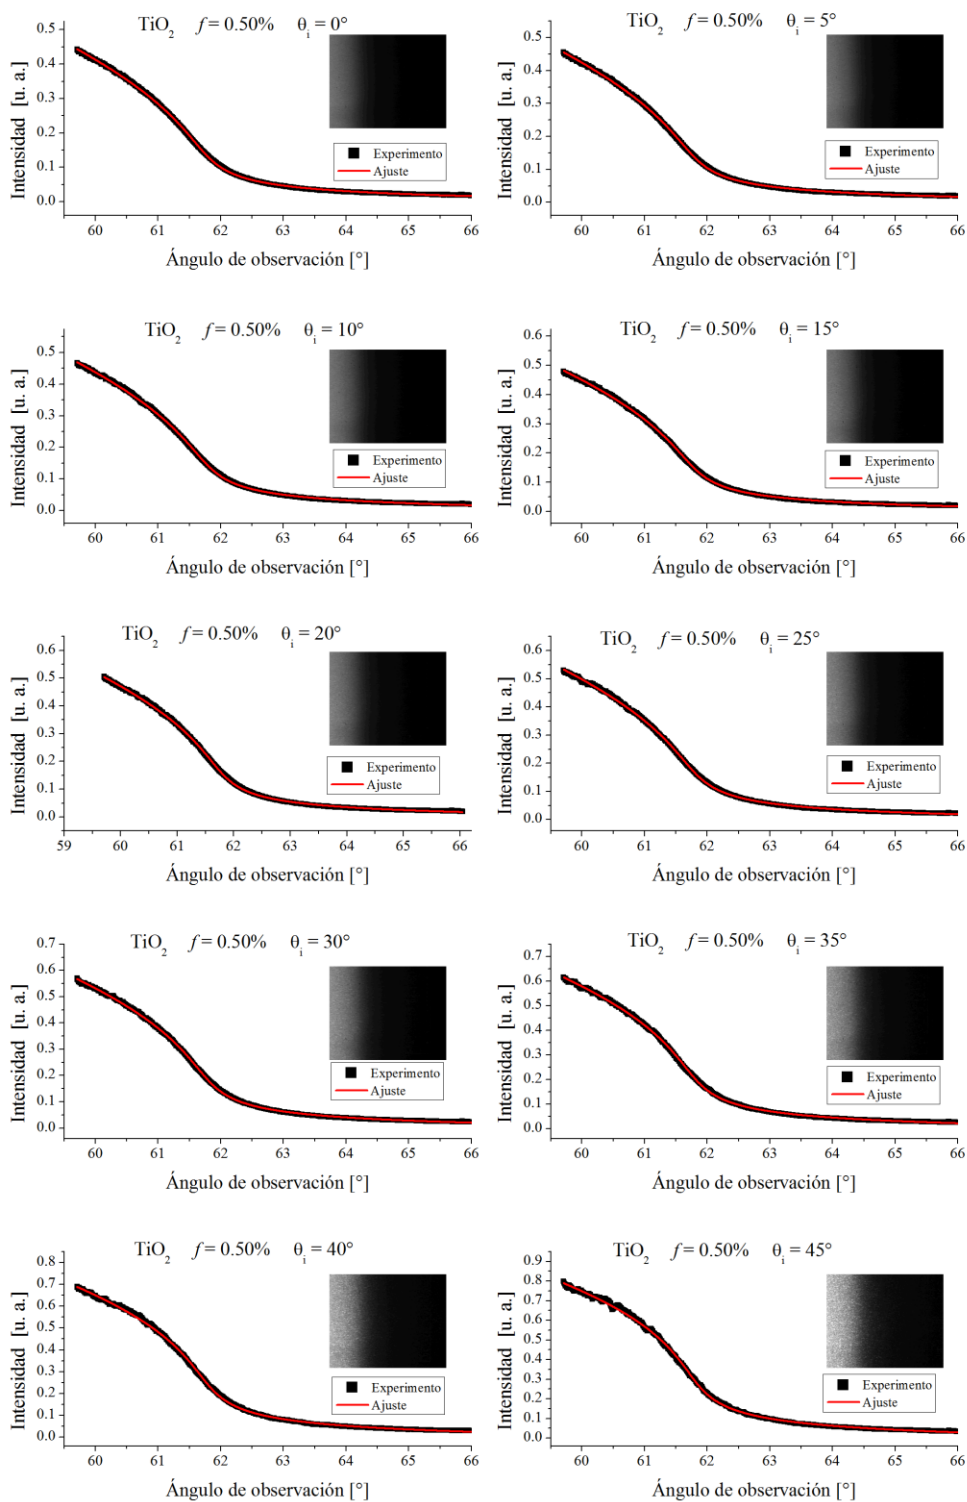 TiO2 f = 0.50% θi = 0°
Intensidad [u. a.]
0.5
0.4
0.3
0.2
0.1
0.0
Experimento
Ajuste
60 61 62 63 64 65 66
Ángulo de observación [°]
TiO2 f = 0.50% θi = 5°
Intensidad [u. a.]
0.5
0.4
0.3
0.2
0.1
0.0
Experimento
Ajuste
60 61 62 63 64 65 66
Ángulo de observación [°]
TiO2 f = 0.50% θi = 10°
Intensidad [u. a.]
0.5
0.4
0.3
0.2
0.1
0.0
Experimento
Ajuste
60 61 62 63 64 65 66
Ángulo de observación [°]
TiO2 f = 0.50% θi = 15°
Intensidad [u. a.]
0.6
0.5
0.4
0.3
0.2
0.1
0.0
Experimento
Ajuste
60 61 62 63 64 65 66
Ángulo de observación [°]
TiO2 f = 0.50% θi = 20°
Intensidad [u. a.]
0.6
0.5
0.4
0.3
0.2
0.1
0.0
Experimento
Ajuste
59 60 61 62 63 64 65 66
Ángulo de observación [°]
TiO2 f = 0.50% θi = 25°
Intensidad [u. a.]
0.6
0.5
0.4
0.3
0.2
0.1
0.0
Experimento
Ajuste
60 61 62 63 64 65 66
Ángulo de observación [°]
TiO2 f = 0.50% θi = 30°
Intensidad [u. a.]
0.7
0.6
0.5
0.4
0.3
0.2
0.1
0.0
Experimento
Ajuste
60 61 62 63 64 65 66
Ángulo de observación [°]
TiO2 f = 0.50% θi = 35°
Intensidad [u. a.]
0.7
0.6
0.5
0.4
0.3
0.2
0.1
0.0
Experimento
Ajuste
60 61 62 63 64 65 66
Ángulo de observación [°]
TiO2 f = 0.50% θi = 40°
Intensidad [u. a.]
0.8
0.7
0.6
0.5
0.4
0.3
0.2
0.1
0.0
Experimento
Ajuste
60 61 62 63 64 65 66
Ángulo de observación [°]
TiO2 f = 0.50% θi = 45°
Intensidad [u. a.]
0.9
0.8
0.7
0.6
0.5
0.4
0.3
0.2
0.1
0.0
Experimento
Ajuste
60 61 62 63 64 65 66
Ángulo de observación [°]